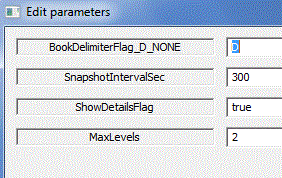 Edit parameters
BookDelimiterFlag_D_NONE D
SnapshotIntervalSec 300
ShowDetailsFlag true
MaxLevels 2